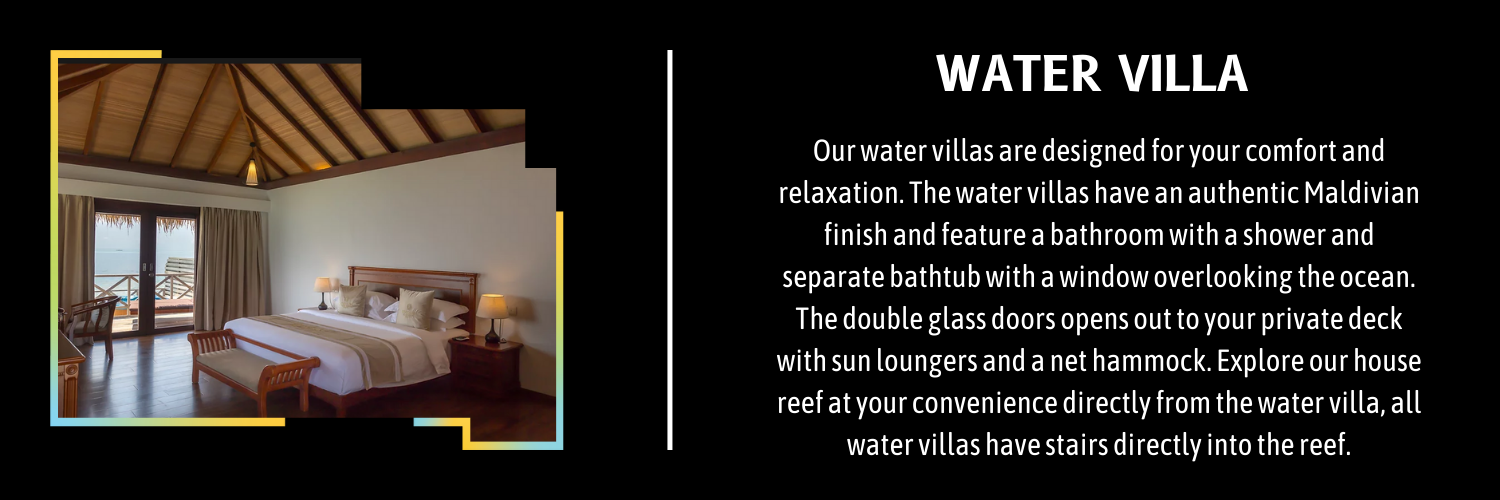 WATER VILLA
Our water villas are designed for your comfort and
relaxation. The water villas have an authentic Maldivian
finish and feature a bathroom with a shower and
separate bathtub with a window overlooking the ocean.
The double glass doors opens out to your private deck
with sun loungers and a net hammock. Explore our house
reef at your convenience directly from the water villa, all
water villas have stairs directly into the reef.